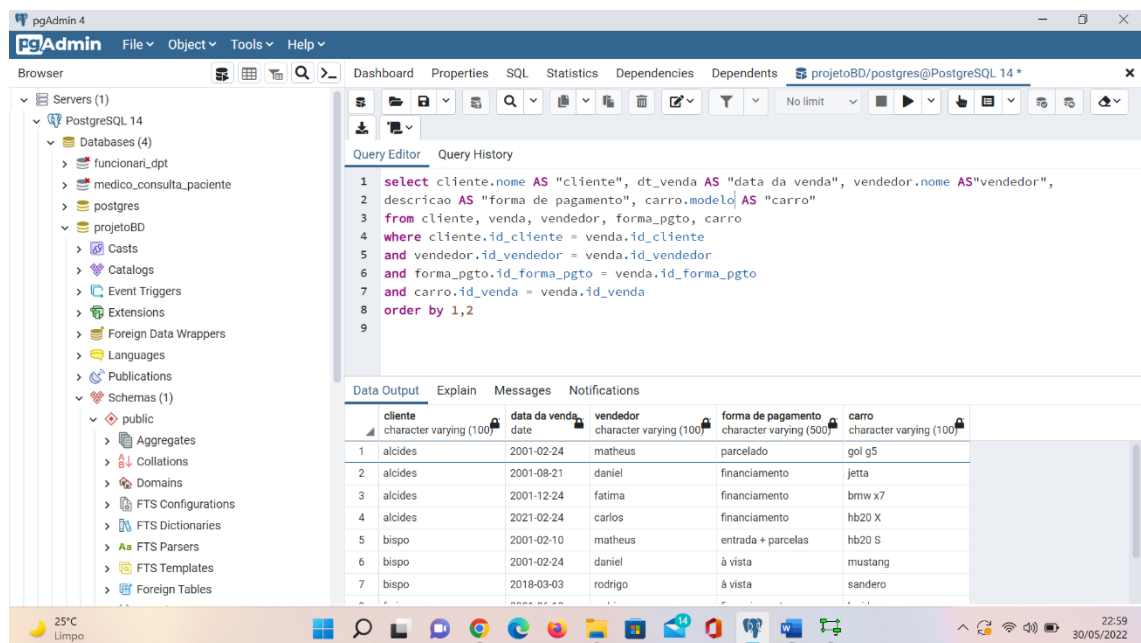 pgAdmin 4
pgAdmin File Object Tools Help
Browser
Dashboard Properties SQL Statistics Dependencies Dependents projetoBD/postgres@PostgreSQL 14 *
No limit
Servers (1)
PostgreSQL 14
Databases (4)
funcionari_dpt
medico_consulta_paciente
postgres
projetoBD
Casts
Catalogs
Event Triggers
Extensions
Foreign Data Wrappers
Languages
Publications
Schemas (1)
public
Aggregates
Collations
Domains
FTS Configurations
FTS Dictionaries
FTS Parsers
FTS Templates
Foreign Tables
Query Editor Query History
1 select cliente.nome AS "cliente", dt_venda AS "data da venda", vendedor.nome AS"vendedor",
2 descricao AS "forma de pagamento", carro.modelo AS "carro"
3 from cliente, venda, vendedor, forma_pgto, carro
4 where cliente.id_cliente = venda.id_cliente
5 and vendedor.id_vendedor = venda.id_vendedor
6 and forma_pgto.id_forma_pgto = venda.id_forma_pgto
7 and carro.id_venda = venda.id_venda
8 order by 1,2
9
Data Output Explain Messages Notifications
cliente data da venda vendedor forma de pagamento carro
character varying (100) date character varying (100) character varying (500) character varying (100)
1 alcides 2001-02-24 matheus parcelado gol g5
2 alcides 2001-08-21 daniel financiamento jetta
3 alcides 2001-12-24 fatima financiamento bmw x7
4 alcides 2021-02-24 carlos financiamento hb20 X
5 bispo 2001-02-10 matheus entrada + parcelas hb20 S
6 bispo 2001-02-24 daniel à vista mustang
7 bispo 2018-03-03 rodrigo à vista sandero
25°C
Limpo
22:59
30/05/2022